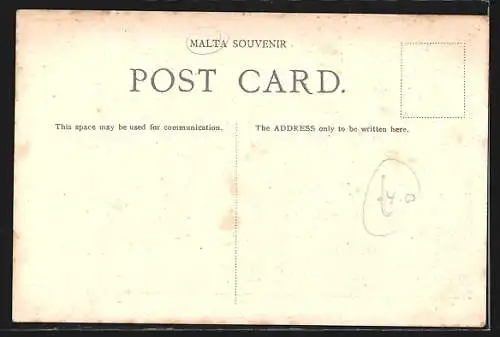 MALTA SOUVENIR
POST CARD.
This space may be used for communication.
The ADDRESS only to be written here.